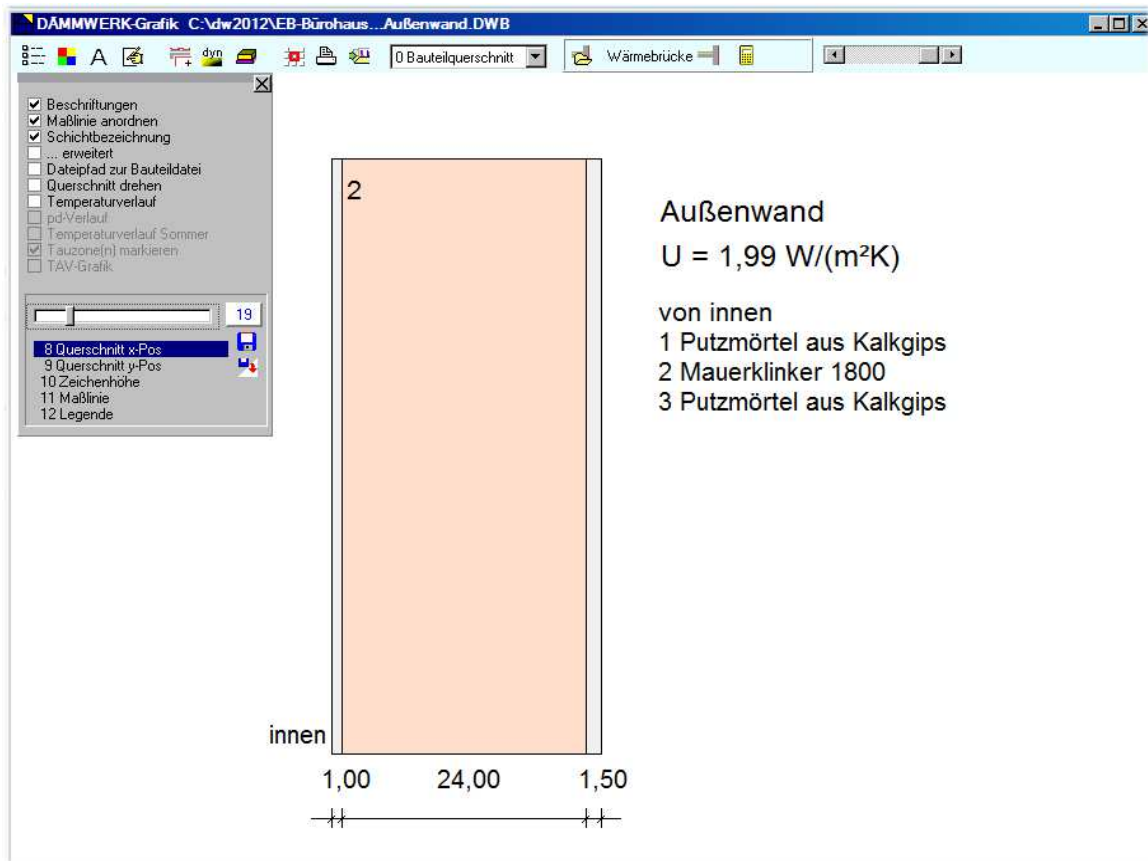 DÄMMWERK-Grafik C:\dw2012\EB-Bürohaus...Außenwand.DWB
A dyn 0 Bauteilquerschnitt Wärmebrücke
Beschriftungen
Maßlinie anordnen
Schichtbezeichnung
... erweitert
Dateipfad zur Bauteildatei
Querschnitt drehen
Temperaturverlauf
pd-Verlauf
Temperaturverlauf Sommer
Tauzone(n) markieren
TAV-Grafik
19
8 Querschnitt x-Pos
9 Querschnitt y-Pos
10 Zeichenhöhe
11 Maßlinie
12 Legende
2
innen
1,00 24,00 1,50
Außenwand
U = 1,99 W/(m²K)
von innen
1 Putzmörtel aus Kalkgips
2 Mauerklinker 1800
3 Putzmörtel aus Kalkgips